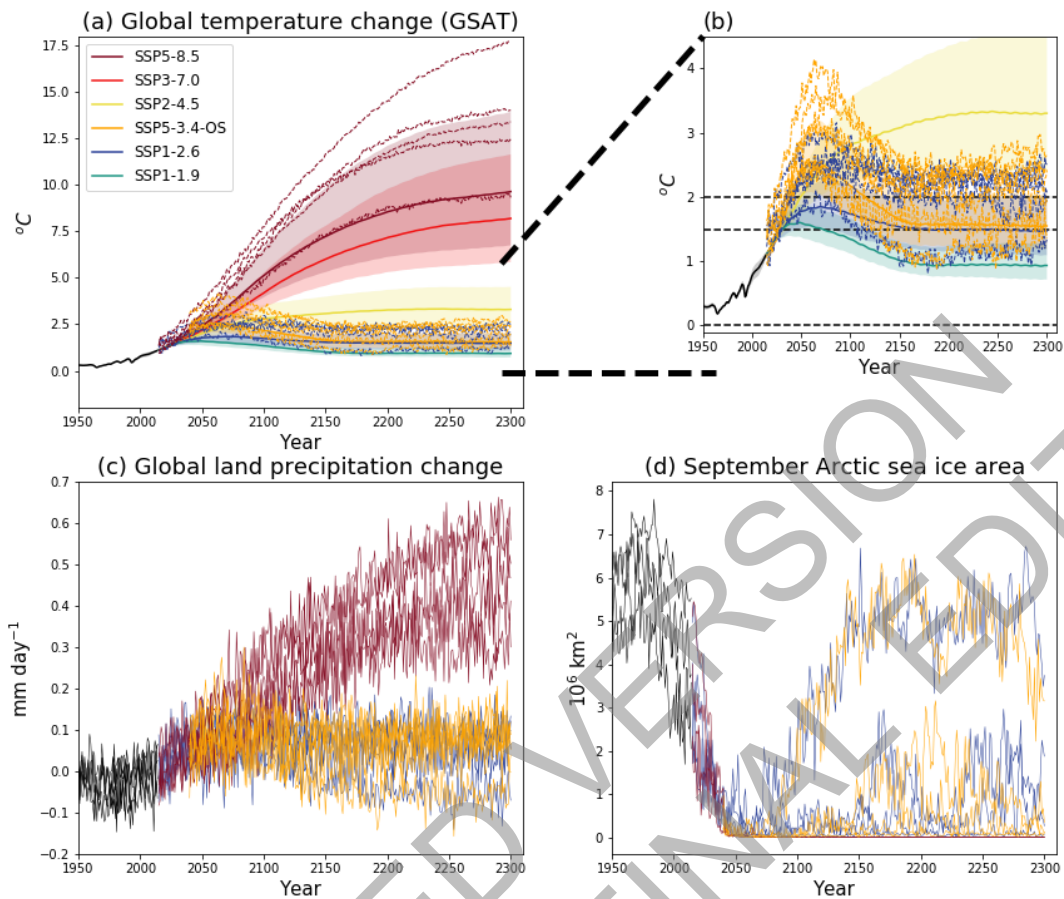 (a) Global temperature change (GSAT)
17.5
15.0
12.5
10.0
7.5
5.0
2.5
0.0
°C
SSP5-8.5
SSP3-7.0
SSP2-4.5
SSP5-3.4-OS
SSP1-2.6
SSP1-1.9
1950 2000 2050 2100 2150 2200 2250 2300
Year
(b)
4
3
2
1
0
°C
1950 2000 2050 2100 2150 2200 2250 2300
Year
(c) Global land precipitation change
0.7
0.6
0.5
0.4
0.3
0.2
0.1
0.0
−0.1
−0.2
mm day⁻¹
1950 2000 2050 2100 2150 2200 2250 2300
Year
(d) September Arctic sea ice area
8
7
6
5
4
3
2
1
0
10⁶ km²
1950 2000 2050 2100 2150 2200 2250 2300
Year
VERSION